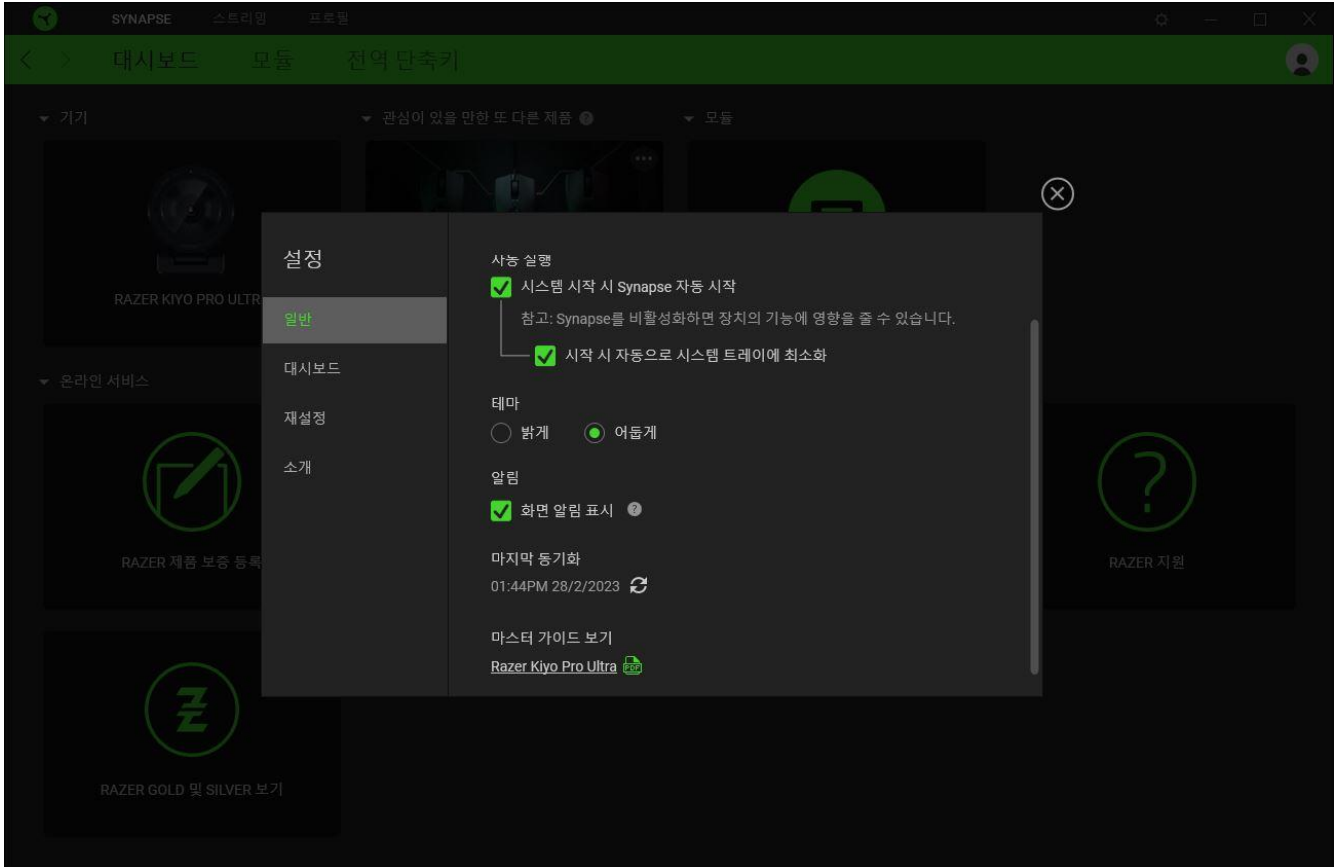 SYNAPSE 스트리밍 프로필
대시보드 모듈 전역 단축키
기기
관심이 있을 만한 또 다른 제품 ?
모듈
RAZER KIYO PRO ULTR
온라인 서비스
RAZER 제품 보증 등록
RAZER GOLD 및 SILVER 보기
?
RAZER 지원
설정
일반
대시보드
재설정
소개
자동 실행
시스템 시작 시 Synapse 자동 시작
참고: Synapse를 비활성화하면 장치의 기능에 영향을 줄 수 있습니다.
시작 시 자동으로 시스템 트레이에 최소화
테마
밝게 어둡게
알림
화면 알림 표시 ?
마지막 동기화
01:44PM 28/2/2023
마스터 가이드 보기
Razer Kiyo Pro Ultra PDF